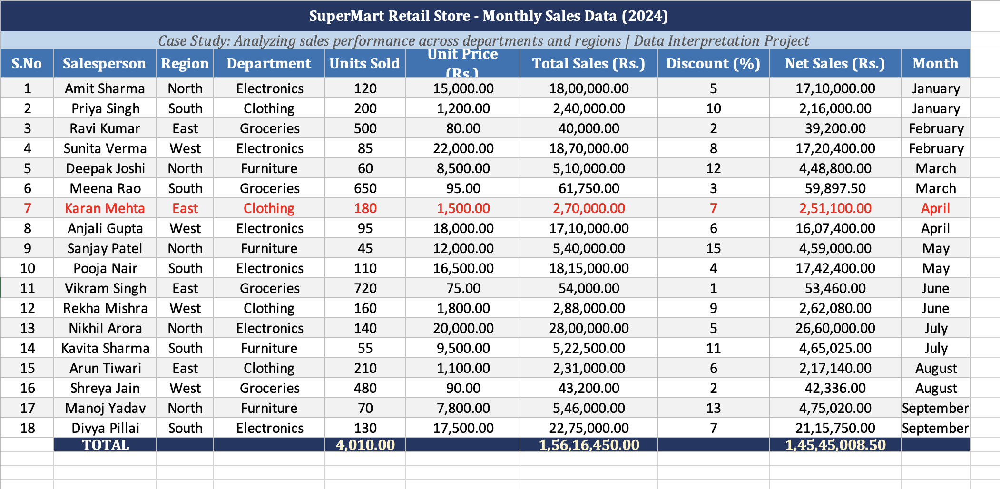 SuperMart Retail Store - Monthly Sales Data (2024)
Case Study: Analyzing sales performance across departments and regions | Data Interpretation Project
S.No Salesperson Region Department Units Sold Unit Price (Rs.) Total Sales (Rs.) Discount (%) Net Sales (Rs.) Month
1 Amit Sharma North Electronics 120 15,000.00 18,00,000.00 5 17,10,000.00 January
2 Priya Singh South Clothing 200 1,200.00 2,40,000.00 10 2,16,000.00 January
3 Ravi Kumar East Groceries 500 80.00 40,000.00 2 39,200.00 February
4 Sunita Verma West Electronics 85 22,000.00 18,70,000.00 8 17,20,400.00 February
5 Deepak Joshi North Furniture 60 8,500.00 5,10,000.00 12 4,48,800.00 March
6 Meena Rao South Groceries 650 95.00 61,750.00 3 59,897.50 March
7 Karan Mehta East Clothing 180 1,500.00 2,70,000.00 7 2,51,100.00 April
8 Anjali Gupta West Electronics 95 18,000.00 17,10,000.00 6 16,07,400.00 April
9 Sanjay Patel North Furniture 45 12,000.00 5,40,000.00 15 4,59,000.00 May
10 Pooja Nair South Electronics 110 16,500.00 18,15,000.00 4 17,42,400.00 May
11 Vikram Singh East Groceries 720 75.00 54,000.00 1 53,460.00 June
12 Rekha Mishra West Clothing 160 1,800.00 2,88,000.00 9 2,62,080.00 June
13 Nikhil Arora North Electronics 140 20,000.00 28,00,000.00 5 26,60,000.00 July
14 Kavita Sharma South Furniture 55 9,500.00 5,22,500.00 11 4,65,025.00 July
15 Arun Tiwari East Clothing 210 1,100.00 2,31,000.00 6 2,17,140.00 August
16 Shreya Jain West Groceries 480 90.00 43,200.00 2 42,336.00 August
17 Manoj Yadav North Furniture 70 7,800.00 5,46,000.00 13 4,75,020.00 September
18 Divya Pillai South Electronics 130 17,500.00 22,75,000.00 7 21,15,750.00 September
TOTAL 4,010.00 1,56,16,450.00 1,45,45,008.50